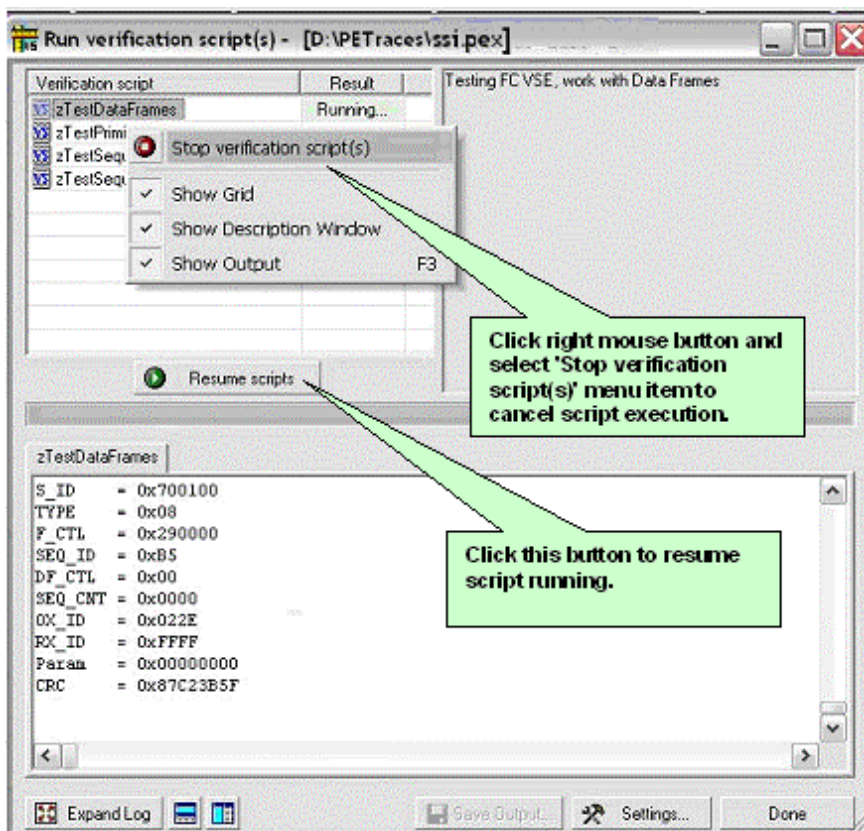 Run verification script(s) - [D:\PETraces\ssi.pex]
Verification script Result
zTestDataFrames Running...
zTestPrimi
zTestSequ
zTestSequ
Testing FC VSE, work with Data Frames
Stop verification script(s)
Show Grid
Show Description Window
Show Output F3
Click right mouse button and
select 'Stop verification
script(s)' menu item to
cancel script execution.
Resume scripts
Click this button to resume
script running.
zTestDataFrames
S_ID = 0x700100
TYPE = 0x08
F_CTL = 0x290000
SEQ_ID = 0xB5
DF_CTL = 0x00
SEQ_CNT = 0x0000
OX_ID = 0x022E
RX_ID = 0xFFFF
Param = 0x00000000
CRC = 0x87C23B5F
Expand Log
Save Output...
Settings...
Done